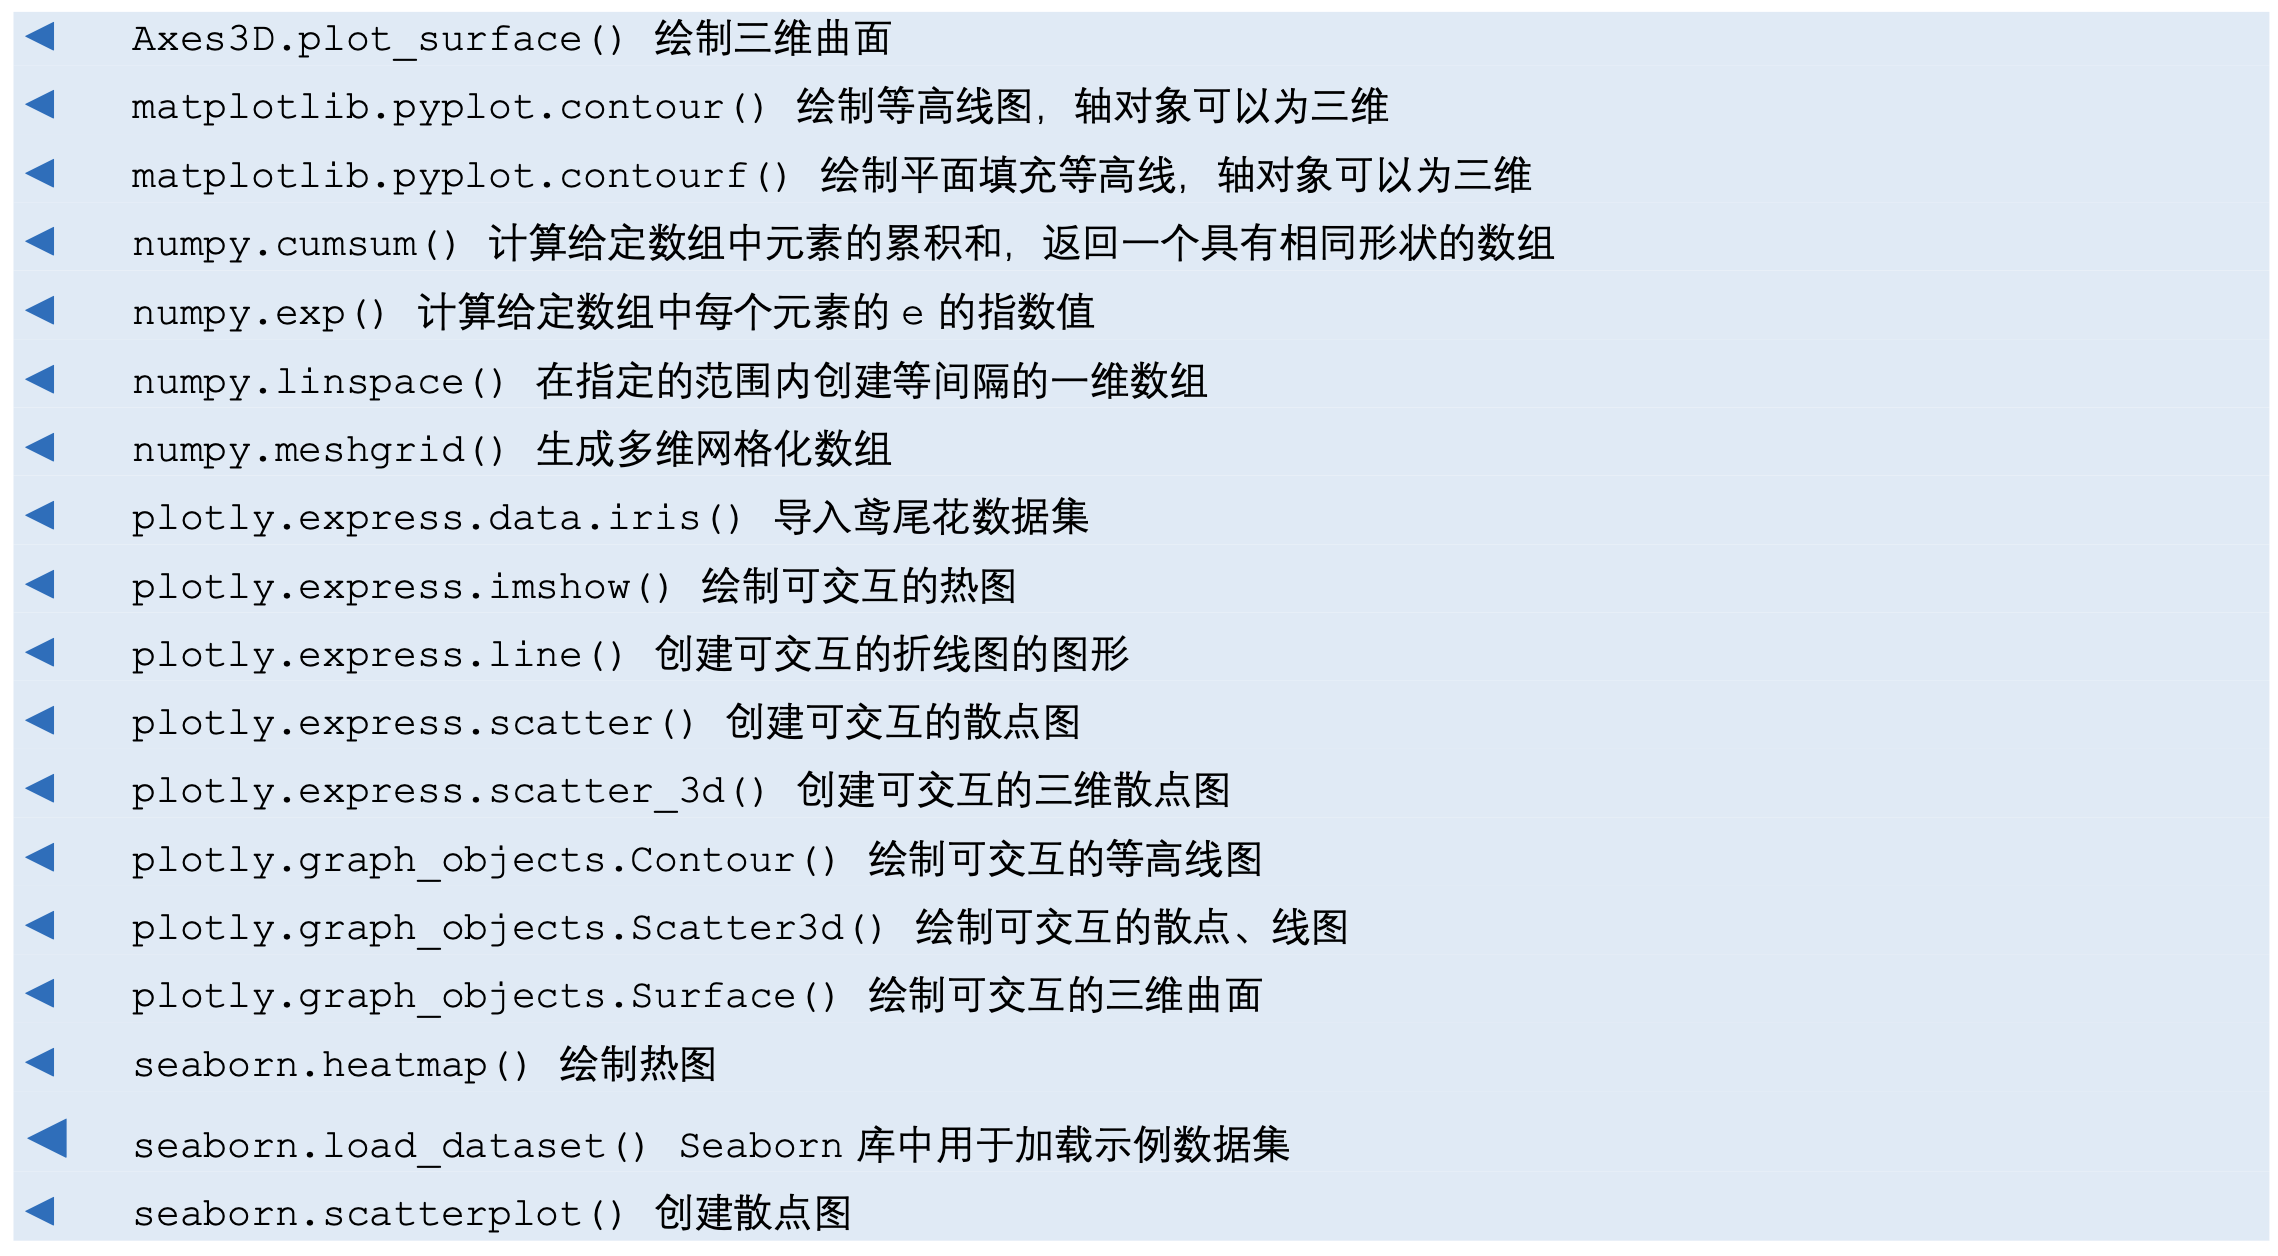 Axes3D.plot_surface() 绘制三维曲面
matplotlib.pyplot.contour() 绘制等高线图，轴对象可以为三维
matplotlib.pyplot.contourf() 绘制平面填充等高线，轴对象可以为三维
numpy.cumsum() 计算给定数组中元素的累积和，返回一个具有相同形状的数组
numpy.exp() 计算给定数组中每个元素的 e 的指数值
numpy.linspace() 在指定的范围内创建等间隔的一维数组
numpy.meshgrid() 生成多维网格化数组
plotly.express.data.iris() 导入鸢尾花数据集
plotly.express.imshow() 绘制可交互的热图
plotly.express.line() 创建可交互的折线图的图形
plotly.express.scatter() 创建可交互的散点图
plotly.express.scatter_3d() 创建可交互的三维散点图
plotly.graph_objects.Contour() 绘制可交互的等高线图
plotly.graph_objects.Scatter3d() 绘制可交互的散点、线图
plotly.graph_objects.Surface() 绘制可交互的三维曲面
seaborn.heatmap() 绘制热图
seaborn.load_dataset() Seaborn 库中用于加载示例数据集
seaborn.scatterplot() 创建散点图